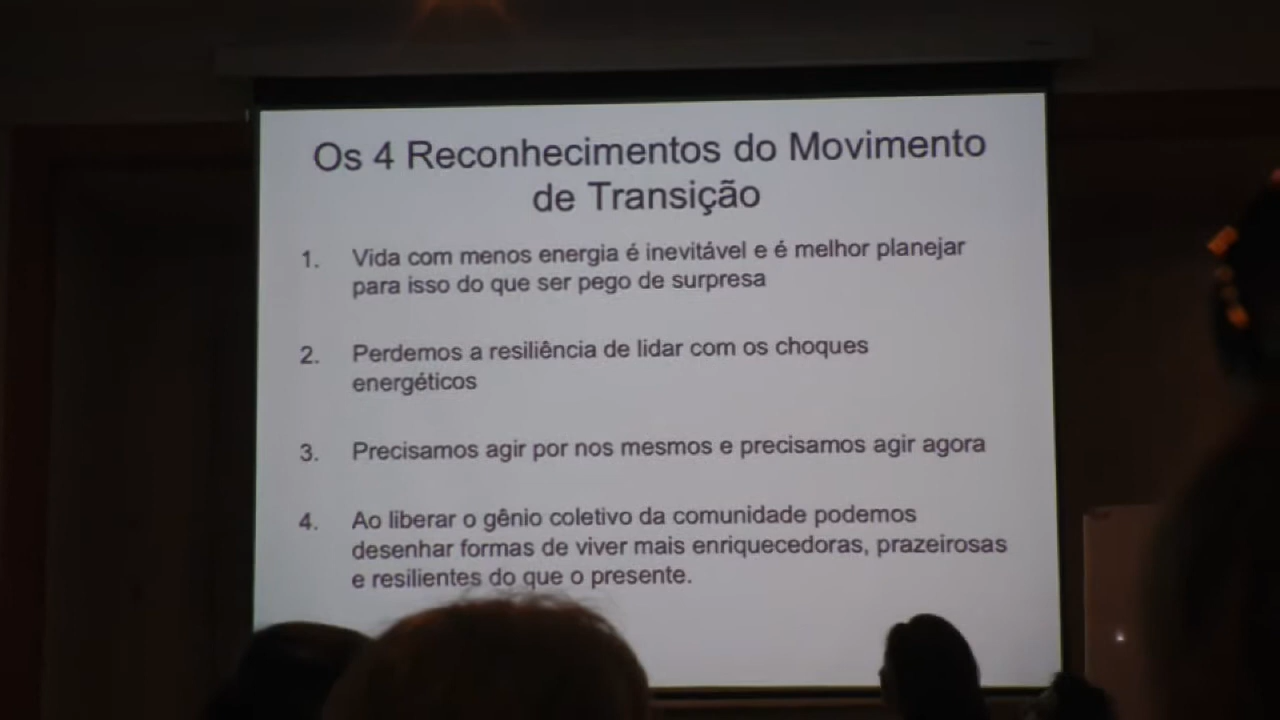 Os 4 Reconhecimentos do Movimento
de Transição
1. Vida com menos energia é inevitável e é melhor planejar
para isso do que ser pego de surpresa
2. Perdemos a resiliência de lidar com os choques
energéticos
3. Precisamos agir por nos mesmos e precisamos agir agora
4. Ao liberar o gênio coletivo da comunidade podemos
desenhar formas de viver mais enriquecedoras, prazeirosas
e resilientes do que o presente.